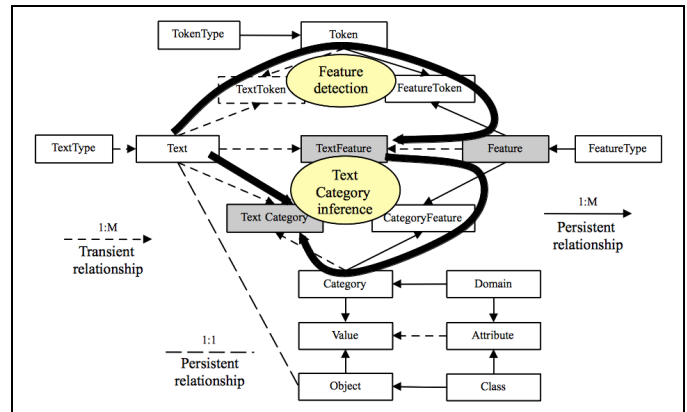 TokenType
Token
Feature
detection
TextToken
FeatureToken
TextType
Text
TextFeature
Feature
FeatureType
Text
Category
inference
Text Category
CategoryFeature
1:M
Transient
relationship
1:M
Persistent
relationship
Category
Domain
Value
Attribute
1:1
Persistent
relationship
Object
Class